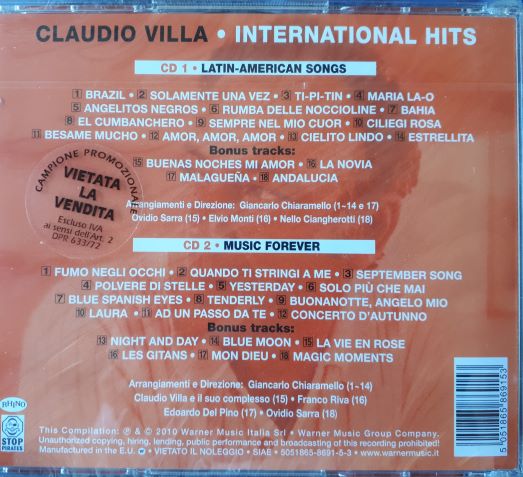 CLAUDIO VILLA • INTERNATIONAL HITS
CD 1 • LATIN-AMERICAN SONGS
1 BRAZIL • 2 SOLAMENTE UNA VEZ • 3 TI-PI-TIN • 4 MARIA LA-O
5 ANGELITOS NEGROS • 6 RUMBA DELLE NOCCIOLINE • 7 BAHIA
8 EL CUMBANCHERO • 9 SEMPRE NEL MIO CUOR • 10 CILIEGI ROSA
11 BESAME MUCHO • 12 AMOR, AMOR, AMOR • 13 CIELITO LINDO • 14 ESTRELLITA
Bonus tracks:
15 BUENAS NOCHES MI AMOR • 16 LA NOVIA
17 MALAGUEÑA • 18 ANDALUCIA
Arrangiamenti e Direzione: Giancarlo Chiaramello (1-14 e 17)
Ovidio Sarra (15) • Elvio Monti (16) • Nello Ciangherotti (18)
CAMPIONE PROMOZIONALE
VIETATA
LA
VENDITA
Escluso IVA
ai sensi dell'Art. 2
DPR 633/72
CD 2 • MUSIC FOREVER
1 FUMO NEGLI OCCHI • 2 QUANDO TI STRINGI A ME • 3 SEPTEMBER SONG
4 POLVERE DI STELLE • 5 YESTERDAY • 6 SOLO PIÙ CHE MAI
7 BLUE SPANISH EYES • 8 TENDERLY • 9 BUONANOTTE, ANGELO MIO
10 LAURA • 11 AD UN PASSO DA TE • 12 CONCERTO D'AUTUNNO
Bonus tracks:
13 NIGHT AND DAY • 14 BLUE MOON • 15 LA VIE EN ROSE
16 LES GITANS • 17 MON DIEU • 18 MAGIC MOMENTS
Arrangiamenti e Direzione: Giancarlo Chiaramello (1-14)
Claudio Villa e il suo complesso (15) • Franco Riva (16)
Edoardo Del Pino (17) • Ovidio Sarra (18)
5 051865 869153
RHINO
STOP
PIRATES
This Compilation: ℗ & © 2010 Warner Music Italia Srl • Warner Music Group Company.
Unauthorized copying, hiring, lending, public performance and broadcasting of this recording prohibited!
Manufactured in the E.U. • VIETATO IL NOLEGGIO • SIAE • 5051865-8691-5-3 • www.warnermusic.it